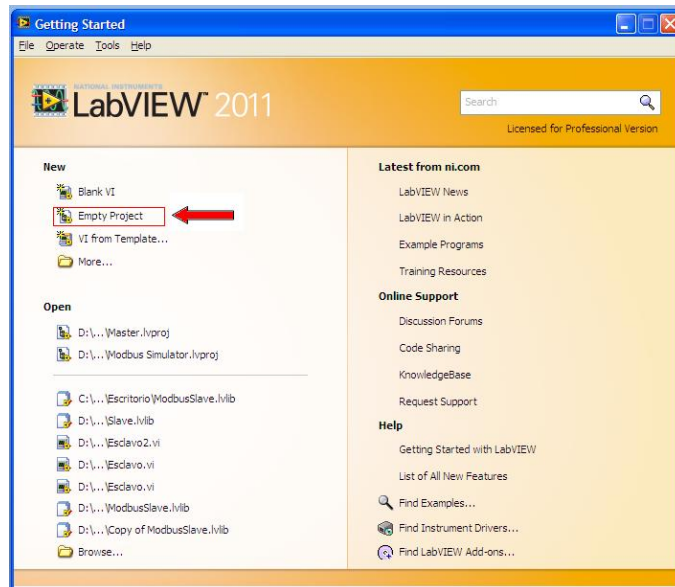 Getting Started
File Operate Tools Help
NATIONAL INSTRUMENTS
LabVIEW™ 2011
Search
Licensed for Professional Version
New
Blank VI
Empty Project
VI from Template...
More...
Open
D:\...\Master.lvproj
D:\...\Modbus Simulator.lvproj
C:\...\Escritorio\ModbusSlave.lvlib
D:\...\Slave.lvlib
D:\...\Esclavo2.vi
D:\...\Esclavo.vi
D:\...\Esclavo.vi
D:\...\ModbusSlave.lvlib
D:\...\Copy of ModbusSlave.lvlib
Browse...
Latest from ni.com
LabVIEW News
LabVIEW in Action
Example Programs
Training Resources
Online Support
Discussion Forums
Code Sharing
KnowledgeBase
Request Support
Help
Getting Started with LabVIEW
List of All New Features
Find Examples...
Find Instrument Drivers...
Find LabVIEW Add-ons...